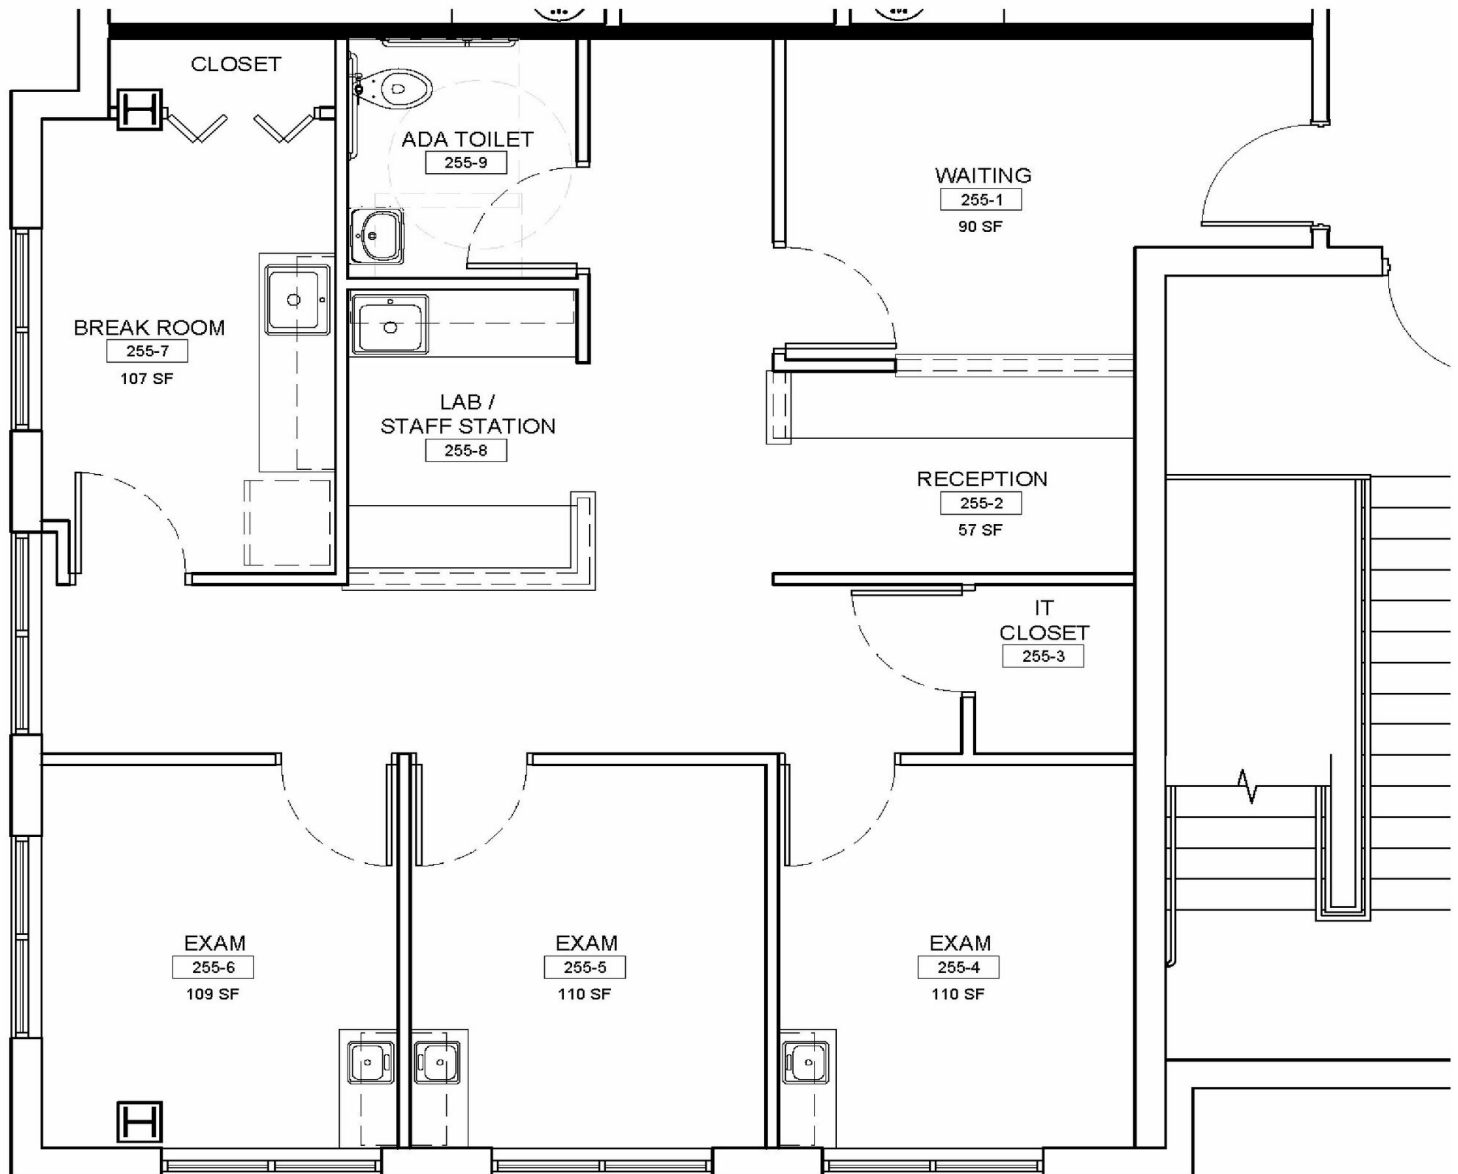 CLOSET
ADA TOILET
255-9
WAITING
255-1
90 SF
BREAK ROOM
255-7
107 SF
LAB /
STAFF STATION
255-8
RECEPTION
255-2
57 SF
IT
CLOSET
255-3
EXAM
255-6
109 SF
EXAM
255-5
110 SF
EXAM
255-4
110 SF